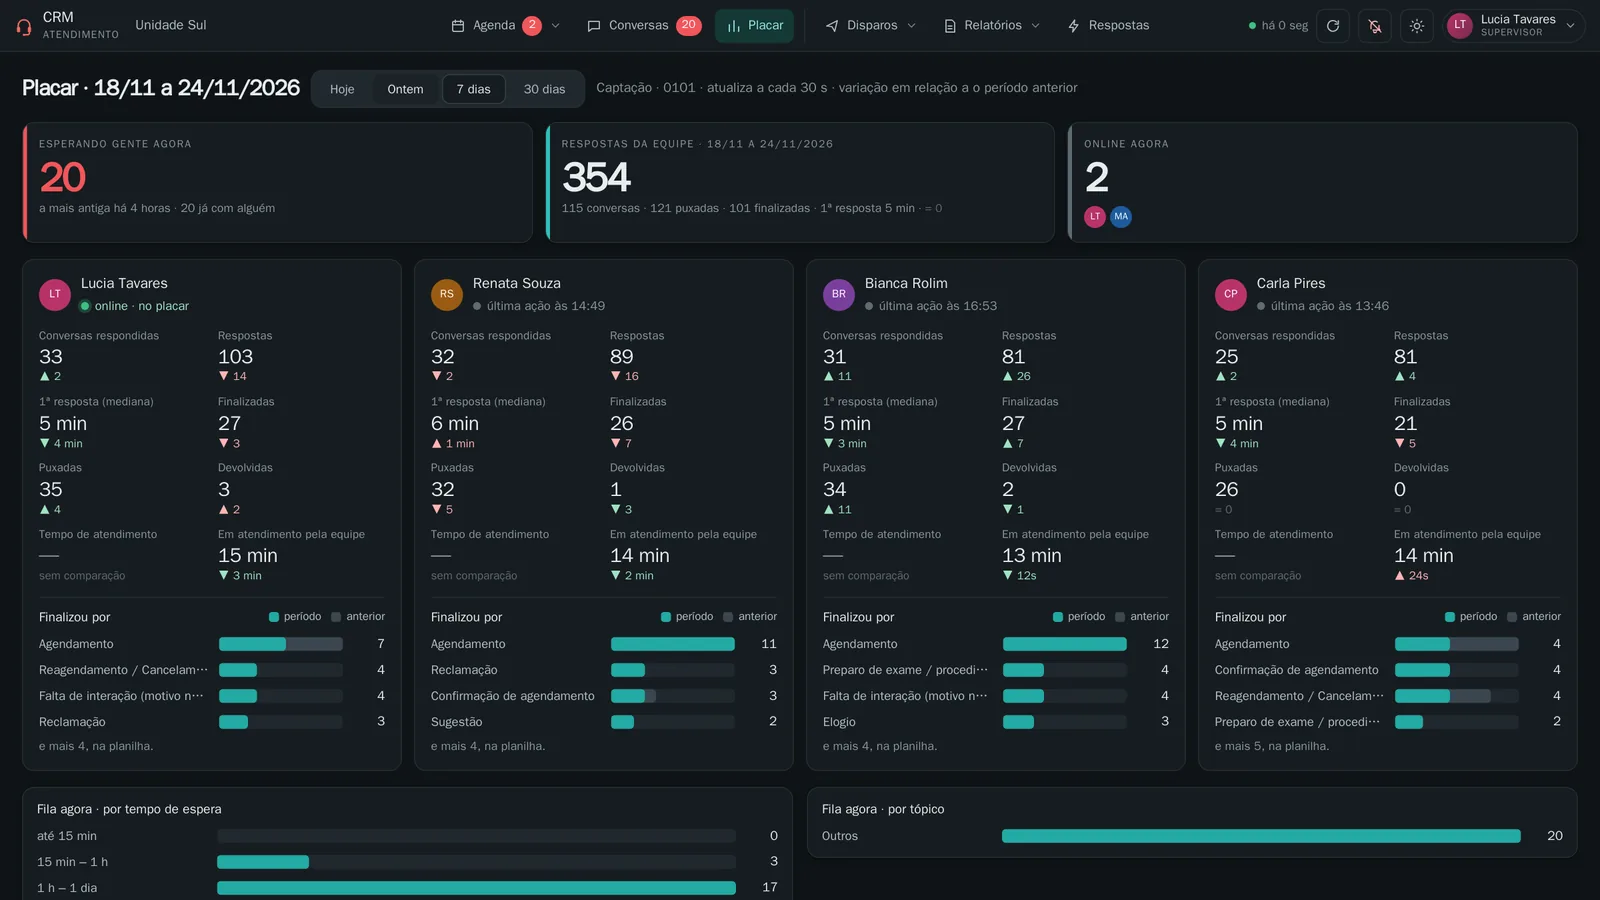 CRM
ATENDIMENTO
Unidade Sul
Agenda 2
Conversas 20
Placar
Disparos
Relatórios
Respostas
há 0 seg
LT
Lucia Tavares
SUPERVISOR
Placar · 18/11 a 24/11/2026
Hoje
Ontem
7 dias
30 dias
Captação · 0101 · atualiza a cada 30 s · variação em relação a o período anterior
ESPERANDO GENTE AGORA
20
a mais antiga há 4 horas · 20 já com alguém
RESPOSTAS DA EQUIPE · 18/11 A 24/11/2026
354
115 conversas · 121 puxadas · 101 finalizadas · 1ª resposta 5 min · = 0
ONLINE AGORA
2
LT MA
LT
Lucia Tavares
online · no placar
Conversas respondidas Respostas
33 103
▲ 2 ▼ 14
1ª resposta (mediana) Finalizadas
5 min 27
▼ 4 min ▼ 3
Puxadas Devolvidas
35 3
▲ 4 ▲ 2
Tempo de atendimento Em atendimento pela equipe
— 15 min
sem comparação ▼ 3 min
Finalizou por período anterior
Agendamento 7
Reagendamento / Cancelam··· 4
Falta de interação (motivo n··· 4
Reclamação 3
e mais 4, na planilha.
RS
Renata Souza
última ação às 14:49
Conversas respondidas Respostas
32 89
▼ 2 ▼ 16
1ª resposta (mediana) Finalizadas
6 min 26
▲ 1 min ▼ 7
Puxadas Devolvidas
32 1
▼ 5 ▼ 3
Tempo de atendimento Em atendimento pela equipe
— 14 min
sem comparação ▼ 2 min
Finalizou por período anterior
Agendamento 11
Reclamação 3
Confirmação de agendamento 3
Sugestão 2
e mais 4, na planilha.
BR
Bianca Rolim
última ação às 16:53
Conversas respondidas Respostas
31 81
▲ 11 ▲ 26
1ª resposta (mediana) Finalizadas
5 min 27
▼ 3 min ▲ 7
Puxadas Devolvidas
34 2
▲ 11 ▼ 1
Tempo de atendimento Em atendimento pela equipe
— 13 min
sem comparação ▼ 12s
Finalizou por período anterior
Agendamento 12
Preparo de exame / procedi··· 4
Falta de interação (motivo n··· 4
Elogio 3
e mais 4, na planilha.
CP
Carla Pires
última ação às 13:46
Conversas respondidas Respostas
25 81
▲ 2 ▲ 4
1ª resposta (mediana) Finalizadas
5 min 21
▼ 4 min ▼ 5
Puxadas Devolvidas
26 0
= 0 = 0
Tempo de atendimento Em atendimento pela equipe
— 14 min
sem comparação ▲ 24s
Finalizou por período anterior
Agendamento 4
Confirmação de agendamento 4
Reagendamento / Cancelam··· 4
Preparo de exame / procedi··· 2
e mais 5, na planilha.
Fila agora · por tempo de espera
até 15 min 0
15 min – 1 h 3
1 h – 1 dia 17
Fila agora · por tópico
Outros 20